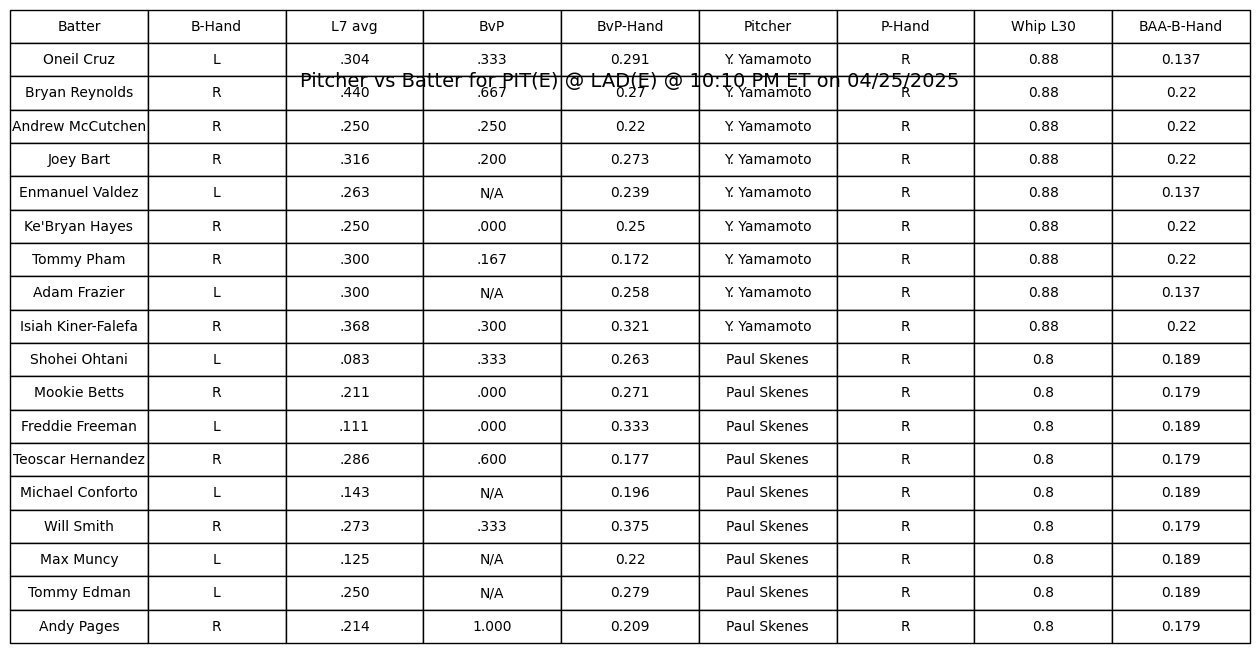 Batter B-Hand L7 avg BvP BvP-Hand Pitcher P-Hand Whip L30 BAA-B-Hand
Oneil Cruz L .304 .333 0.291 Y. Yamamoto R 0.88 0.137
Pitcher vs Batter for PIT(E) @ LAD(E) @ 10:10 PM ET on 04/25/2025
Bryan Reynolds R .440 .667 0.27 Y. Yamamoto R 0.88 0.22
Andrew McCutchen R .250 .250 0.22 Y. Yamamoto R 0.88 0.22
Joey Bart R .316 .200 0.273 Y. Yamamoto R 0.88 0.22
Enmanuel Valdez L .263 N/A 0.239 Y. Yamamoto R 0.88 0.137
Ke'Bryan Hayes R .250 .000 0.25 Y. Yamamoto R 0.88 0.22
Tommy Pham R .300 .167 0.172 Y. Yamamoto R 0.88 0.22
Adam Frazier L .300 N/A 0.258 Y. Yamamoto R 0.88 0.137
Isiah Kiner-Falefa R .368 .300 0.321 Y. Yamamoto R 0.88 0.22
Shohei Ohtani L .083 .333 0.263 Paul Skenes R 0.8 0.189
Mookie Betts R .211 .000 0.271 Paul Skenes R 0.8 0.179
Freddie Freeman L .111 .000 0.333 Paul Skenes R 0.8 0.189
Teoscar Hernandez R .286 .600 0.177 Paul Skenes R 0.8 0.179
Michael Conforto L .143 N/A 0.196 Paul Skenes R 0.8 0.189
Will Smith R .273 .333 0.375 Paul Skenes R 0.8 0.179
Max Muncy L .125 N/A 0.22 Paul Skenes R 0.8 0.189
Tommy Edman L .250 N/A 0.279 Paul Skenes R 0.8 0.189
Andy Pages R .214 1.000 0.209 Paul Skenes R 0.8 0.179